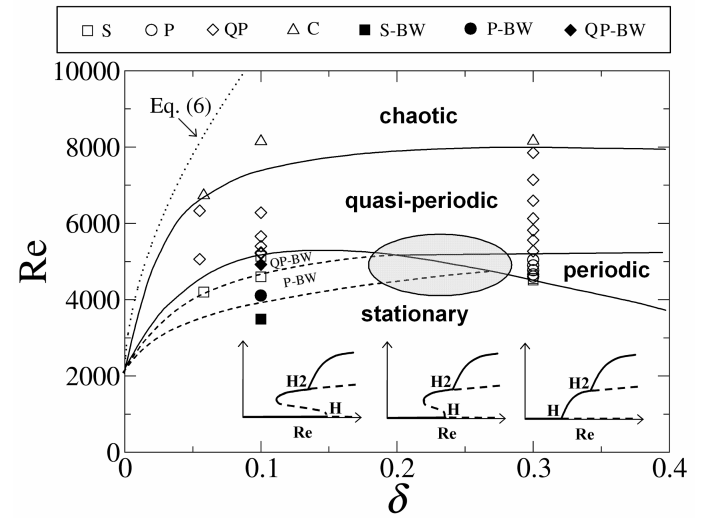 S P QP C S-BW P-BW QP-BW
10000
Eq. (6)
chaotic
8000
quasi-periodic
6000
Re
QP-BW
periodic
P-BW
4000
stationary
H2 H2 H2
2000
H H H
Re Re Re
0
0 0.1 0.2 0.3 0.4
δ